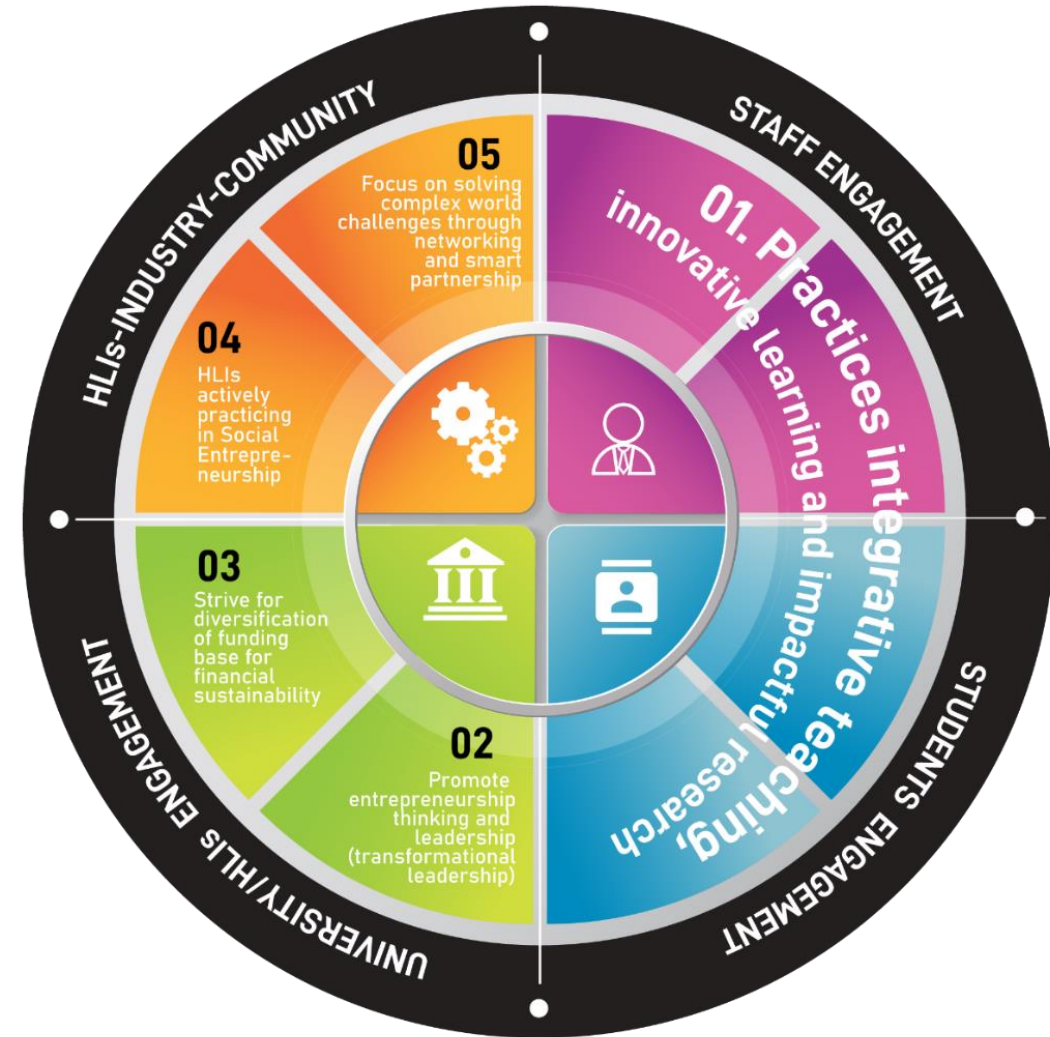 HLIs-INDUSTRY-COMMUNITY
STAFF ENGAGEMENT
STUDENTS ENGAGEMENT
UNIVERSITY/HLIs ENGAGEMENT
01. Practices integrative teaching,
innovative learning and impactful research
02
Promote
entrepreneurship
thinking and
leadership
(transformational
leadership)
03
Strive for
diversification
of funding
base for
financial
sustainability
04
HLIs
actively
practicing
in Social
Entrepre-
neurship
05
Focus on solving
complex world
challenges through
networking
and smart
partnership